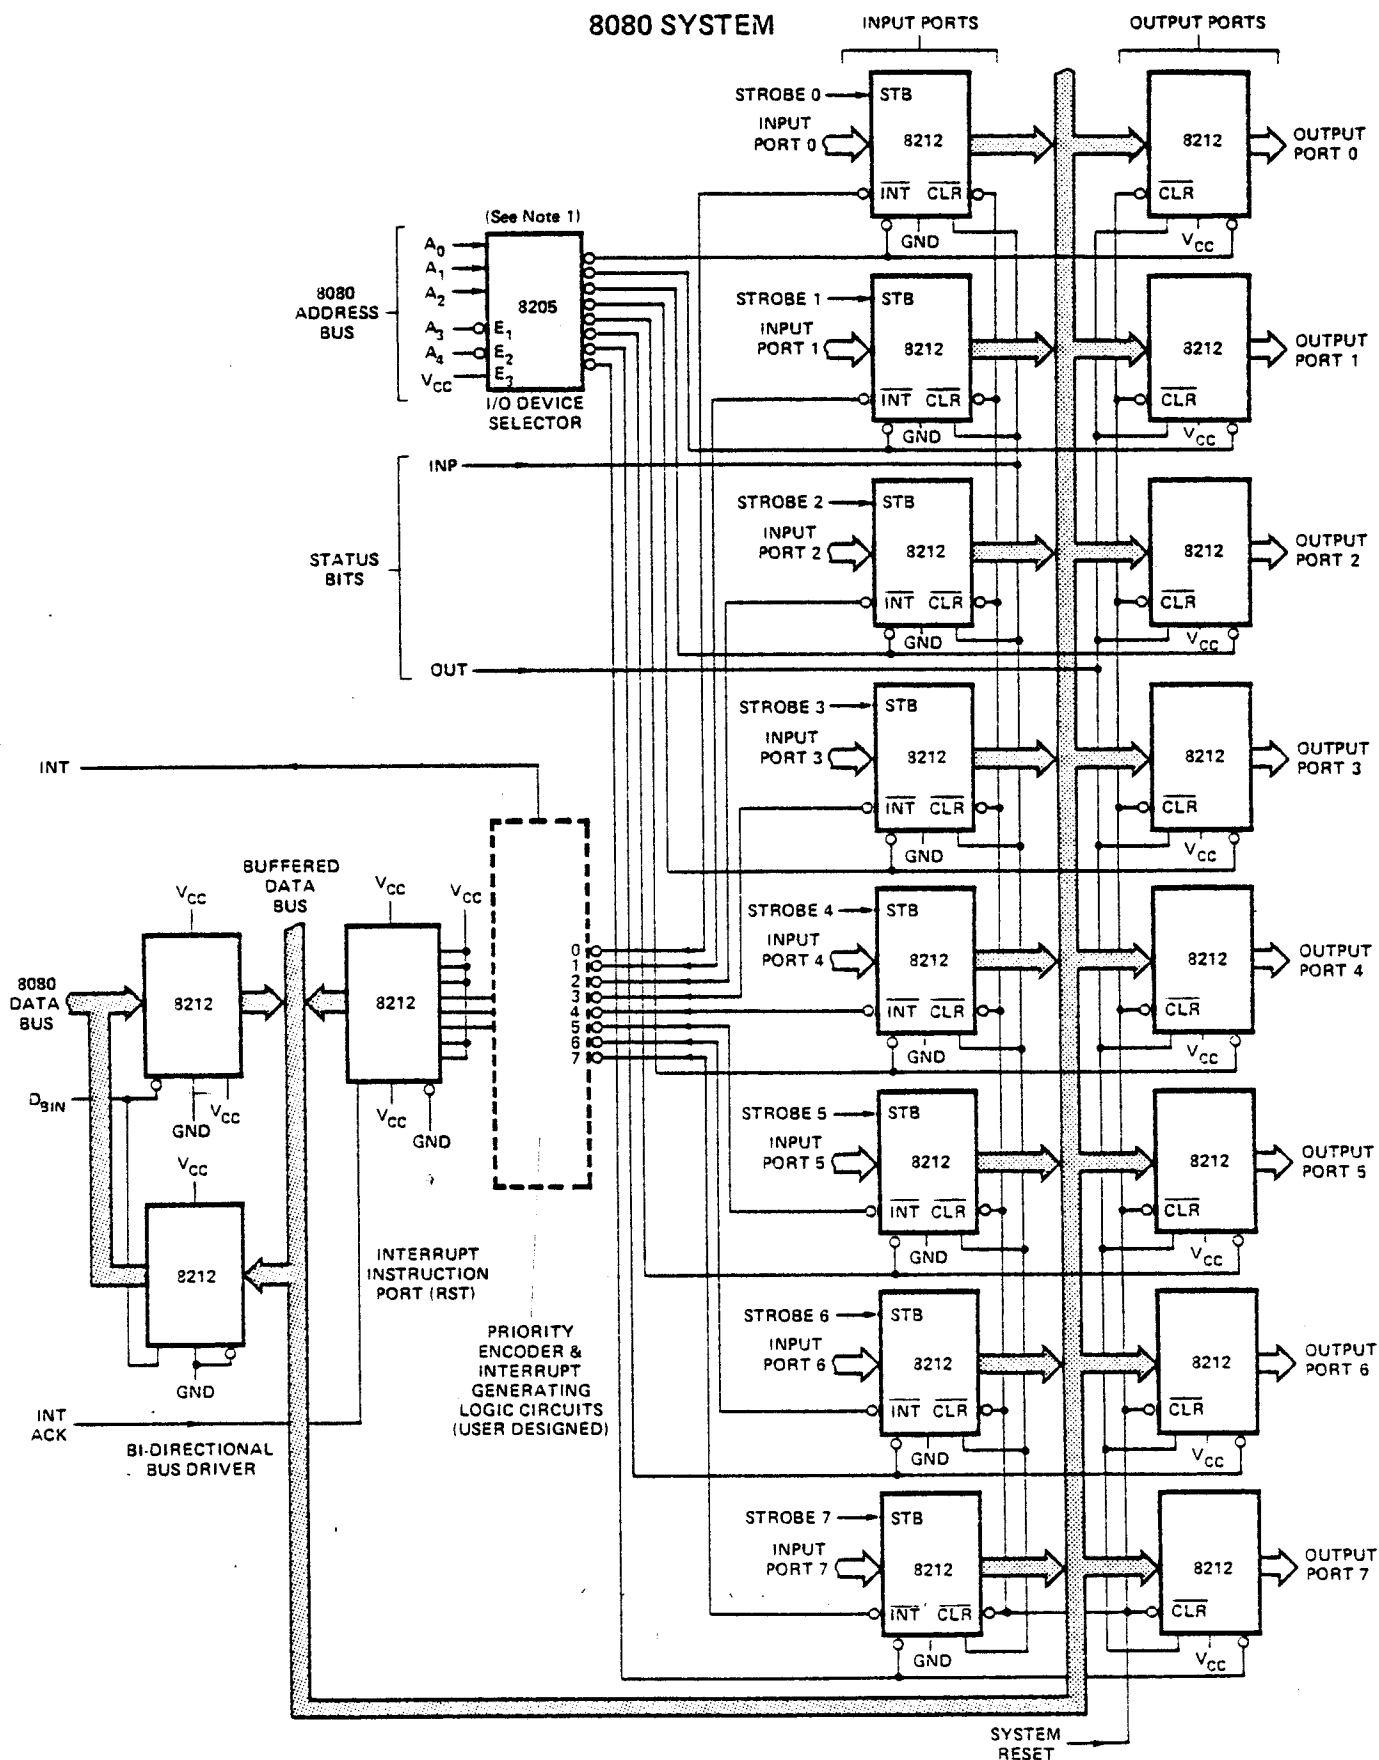 8080 SYSTEM
INPUT PORTS
OUTPUT PORTS
STROBE 0
STB
INPUT
PORT 0
8212
INT CLR
GND
8212
CLR
VCC
OUTPUT
PORT 0
(See Note 1)
8080
ADDRESS
BUS
A0
A1
A2
A3
A4
VCC
8205
E1
E2
E3
I/O DEVICE
SELECTOR
STROBE 1
STB
INPUT
PORT 1
8212
INT CLR
GND
8212
CLR
VCC
OUTPUT
PORT 1
STATUS
BITS
INP
OUT
STROBE 2
STB
INPUT
PORT 2
8212
INT CLR
GND
8212
CLR
VCC
OUTPUT
PORT 2
STROBE 3
STB
INPUT
PORT 3
8212
INT CLR
GND
8212
CLR
VCC
OUTPUT
PORT 3
INT
BUFFERED
DATA
BUS
VCC
VCC
VCC
8080
DATA
BUS
8212
8212
0
1
2
3
4
5
6
7
STROBE 4
STB
INPUT
PORT 4
8212
INT CLR
GND
8212
CLR
VCC
OUTPUT
PORT 4
DBIN
GND
VCC
VCC
GND
VCC
8212
GND
STROBE 5
STB
INPUT
PORT 5
8212
INT CLR
GND
8212
CLR
VCC
OUTPUT
PORT 5
INTERRUPT
INSTRUCTION
PORT (RST)
PRIORITY
ENCODER &
INTERRUPT
GENERATING
LOGIC CIRCUITS
(USER DESIGNED)
INT
ACK
BI-DIRECTIONAL
BUS DRIVER
STROBE 6
STB
INPUT
PORT 6
8212
INT CLR
GND
8212
CLR
VCC
OUTPUT
PORT 6
STROBE 7
STB
INPUT
PORT 7
8212
INT CLR
GND
8212
CLR
VCC
OUTPUT
PORT 7
SYSTEM
RESET